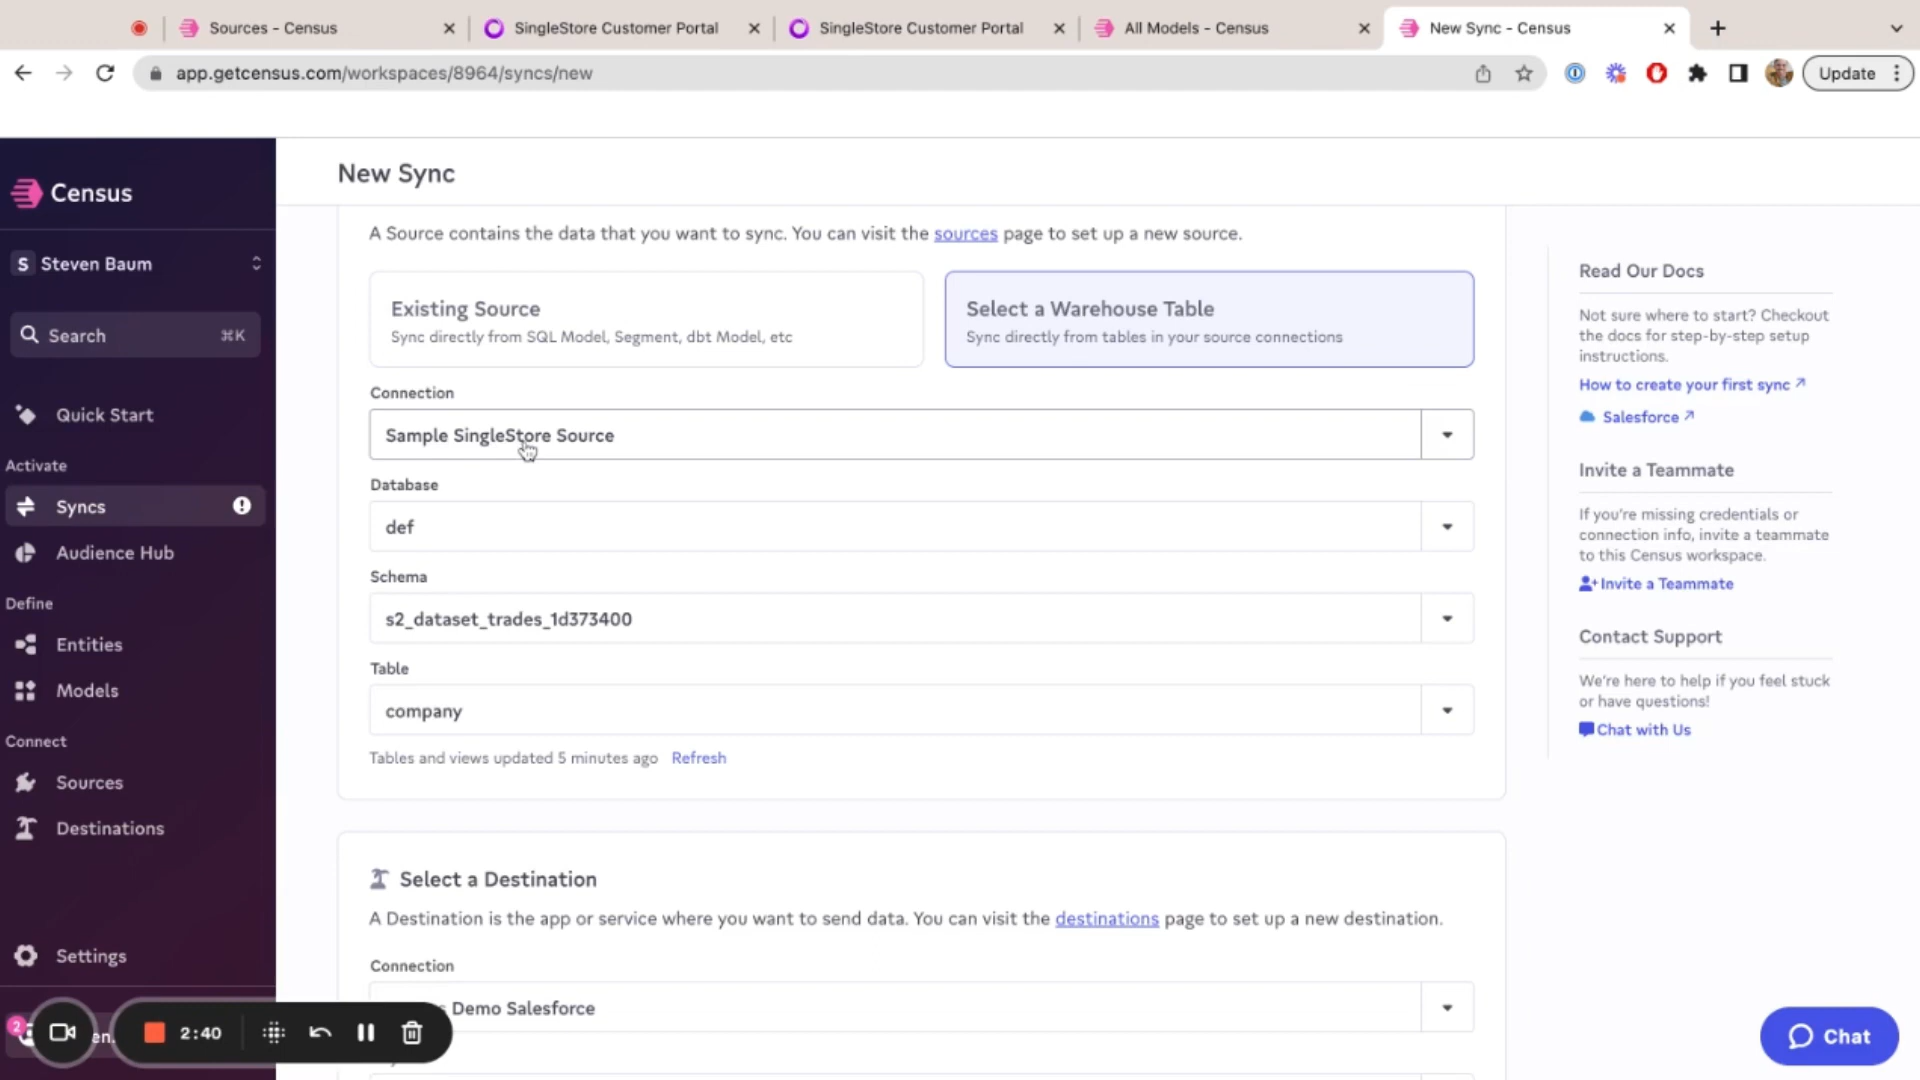 Sources - Census
SingleStore Customer Portal
SingleStore Customer Portal
All Models - Census
New Sync - Census
app.getcensus.com/workspaces/8964/syncs/new
Update
Census
S Steven Baum
Search ⌘K
Quick Start
Activate
Syncs
Audience Hub
Define
Entities
Models
Connect
Sources
Destinations
Settings
2
2:40
New Sync
A Source contains the data that you want to sync. You can visit the sources page to set up a new source.
Existing Source
Sync directly from SQL Model, Segment, dbt Model, etc
Select a Warehouse Table
Sync directly from tables in your source connections
Connection
Sample SingleStore Source
Database
def
Schema
s2_dataset_trades_1d373400
Table
company
Tables and views updated 5 minutes ago Refresh
Select a Destination
A Destination is the app or service where you want to send data. You can visit the destinations page to set up a new destination.
Connection
Demo Salesforce
Read Our Docs
Not sure where to start? Checkout
the docs for step-by-step setup
instructions.
How to create your first sync
Salesforce
Invite a Teammate
If you're missing credentials or
connection info, invite a teammate
to this Census workspace.
Invite a Teammate
Contact Support
We're here to help if you feel stuck
or have questions!
Chat with Us
Chat